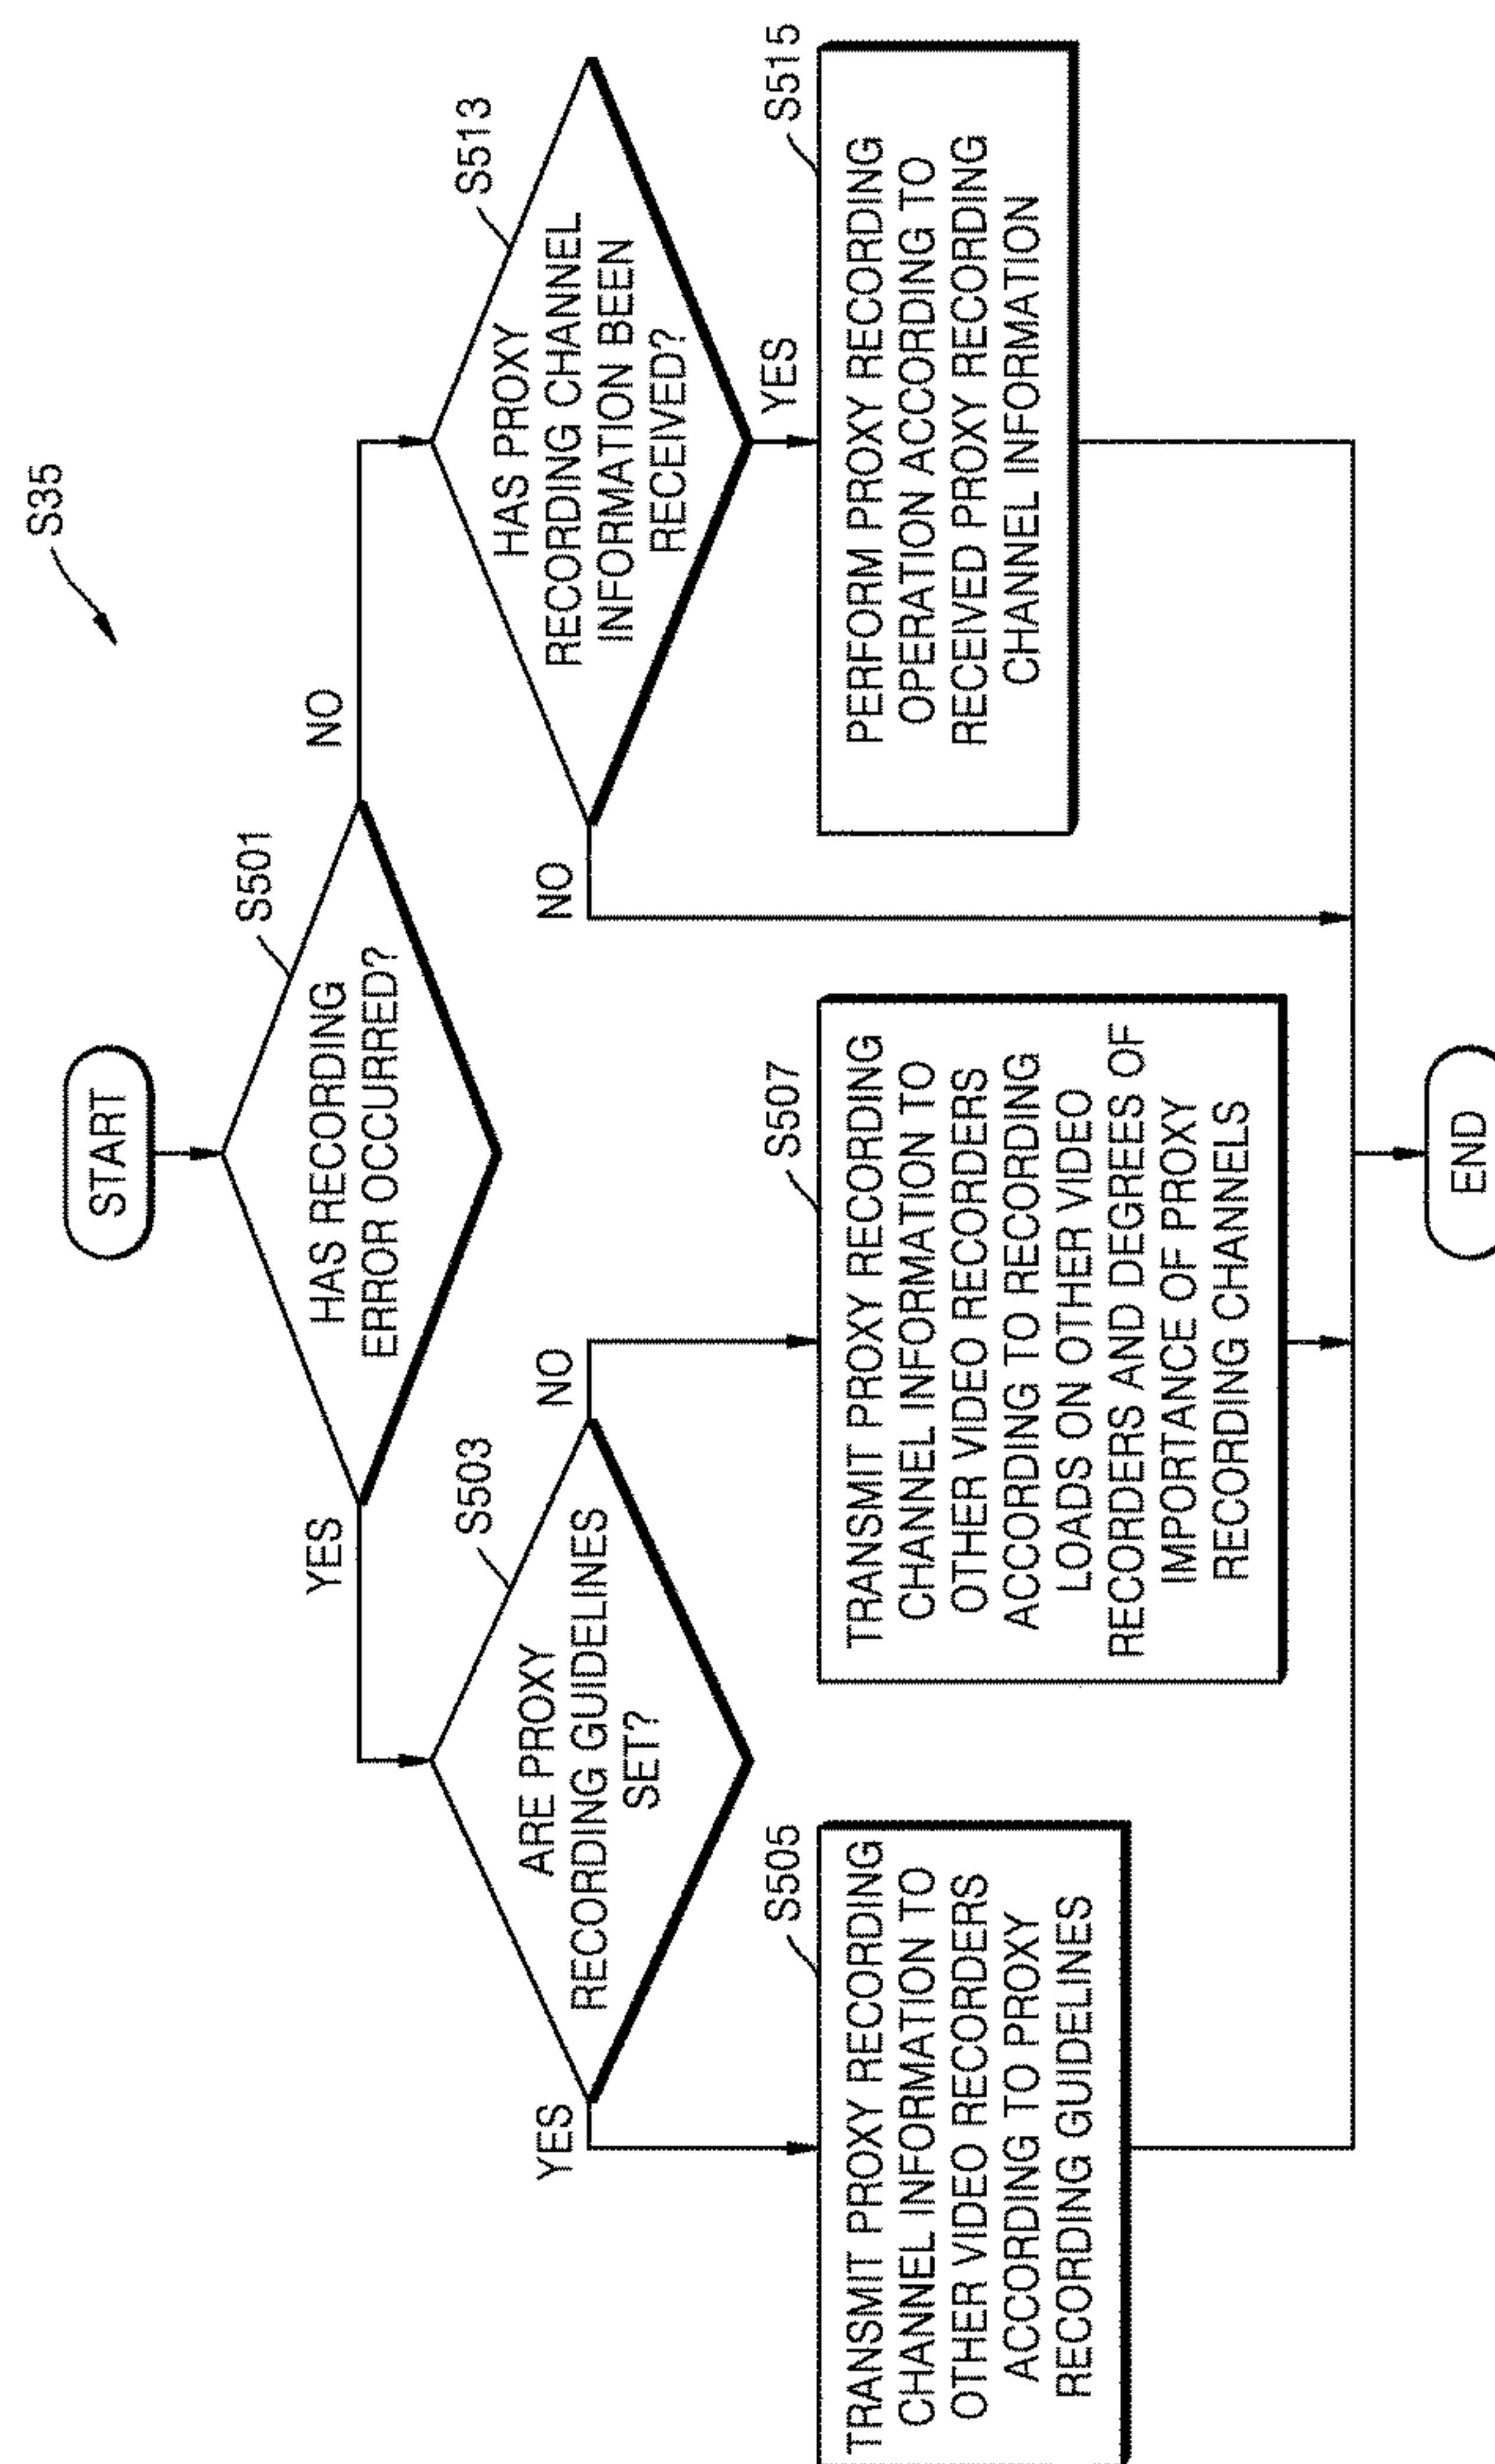 S35
START
S501
HAS RECORDING
ERROR OCCURRED?
YES
NO
S503
ARE PROXY
RECORDING GUIDELINES
SET?
YES
NO
S513
HAS PROXY
RECORDING CHANNEL
INFORMATION BEEN
RECEIVED?
NO
YES
S505
TRANSMIT PROXY RECORDING
CHANNEL INFORMATION TO
OTHER VIDEO RECORDERS
ACCORDING TO PROXY
RECORDING GUIDELINES
S507
TRANSMIT PROXY RECORDING
CHANNEL INFORMATION TO
OTHER VIDEO RECORDERS
ACCORDING TO RECORDING
LOADS ON OTHER VIDEO
RECORDERS AND DEGREES OF
IMPORTANCE OF PROXY
RECORDING CHANNELS
S515
PERFORM PROXY RECORDING
OPERATION ACCORDING TO
RECEIVED PROXY RECORDING
CHANNEL INFORMATION
END